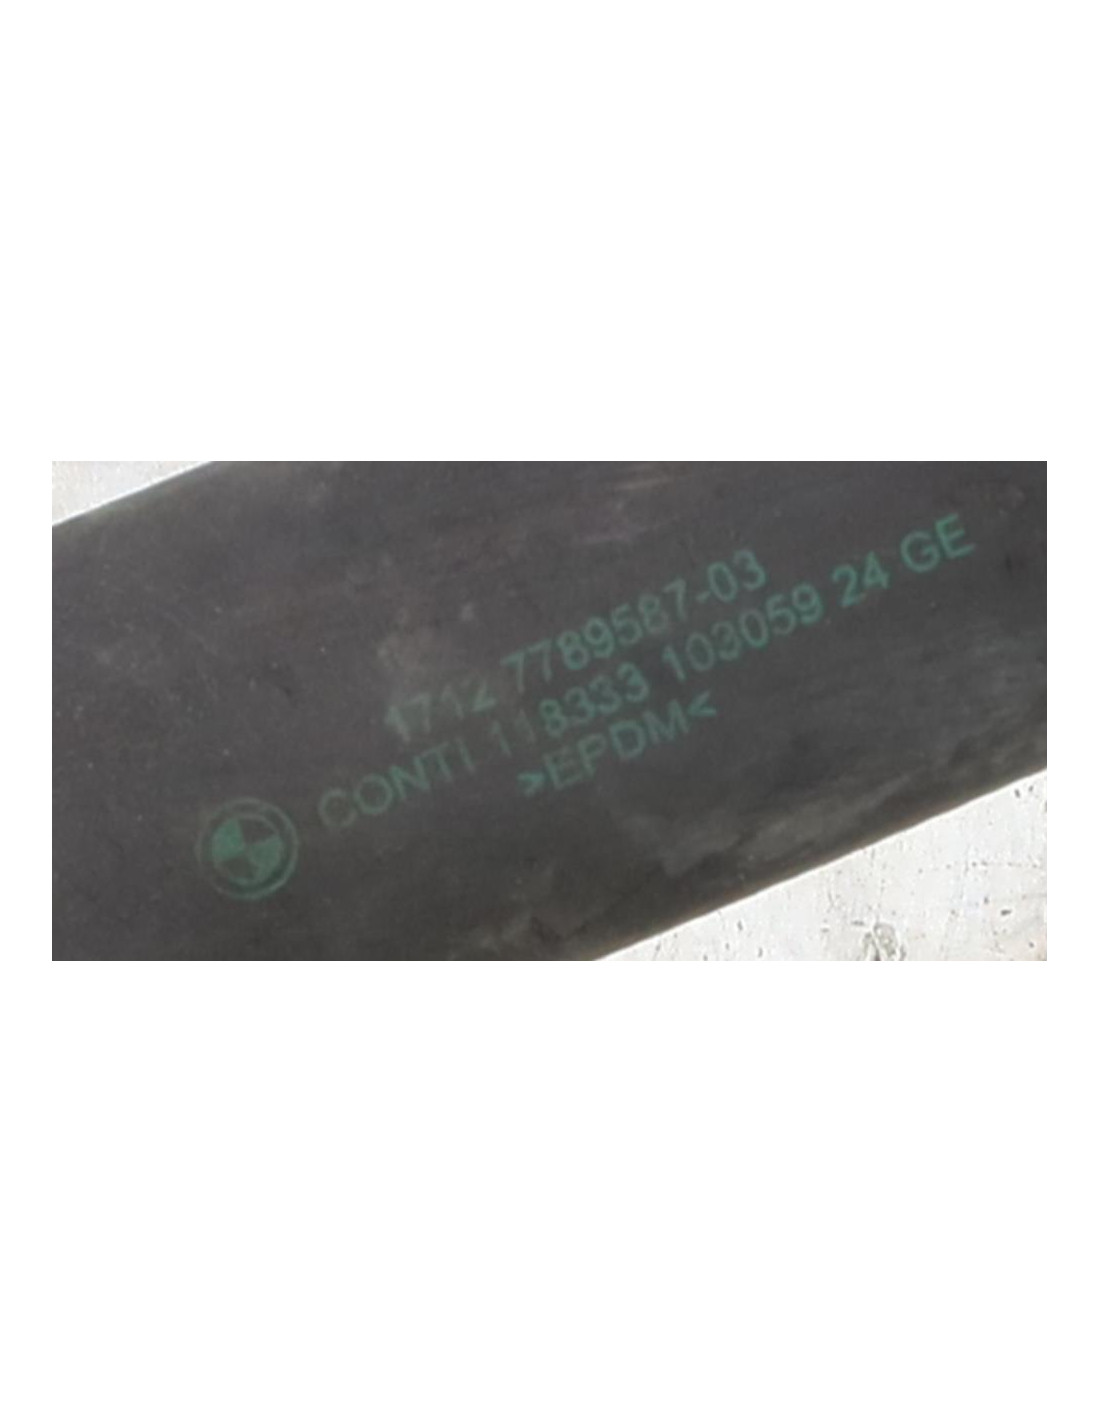 1712 7789587-03
CONTI 118333 103059 24 GE
>EPDM<